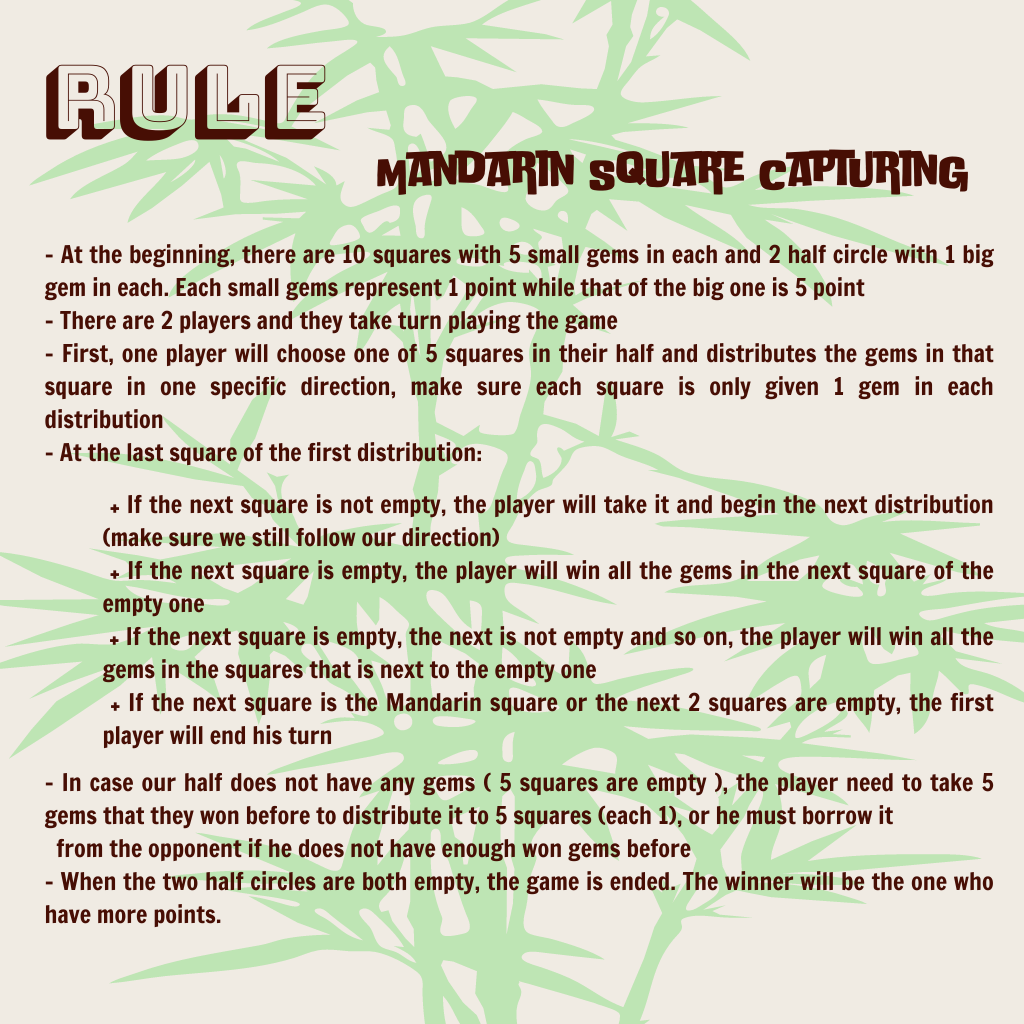 RULE
MANDARIN SQUARE CAPTURING
- At the beginning, there are 10 squares with 5 small gems in each and 2 half circle with 1 big
gem in each. Each small gems represent 1 point while that of the big one is 5 point
- There are 2 players and they take turn playing the game
- First, one player will choose one of 5 squares in their half and distributes the gems in that
square in one specific direction, make sure each square is only given 1 gem in each
distribution
- At the last square of the first distribution:
+ If the next square is not empty, the player will take it and begin the next distribution
(make sure we still follow our direction)
+ If the next square is empty, the player will win all the gems in the next square of the
empty one
+ If the next square is empty, the next is not empty and so on, the player will win all the
gems in the squares that is next to the empty one
+ If the next square is the Mandarin square or the next 2 squares are empty, the first
player will end his turn
- In case our half does not have any gems ( 5 squares are empty ), the player need to take 5
gems that they won before to distribute it to 5 squares (each 1), or he must borrow it
from the opponent if he does not have enough won gems before
- When the two half circles are both empty, the game is ended. The winner will be the one who
have more points.